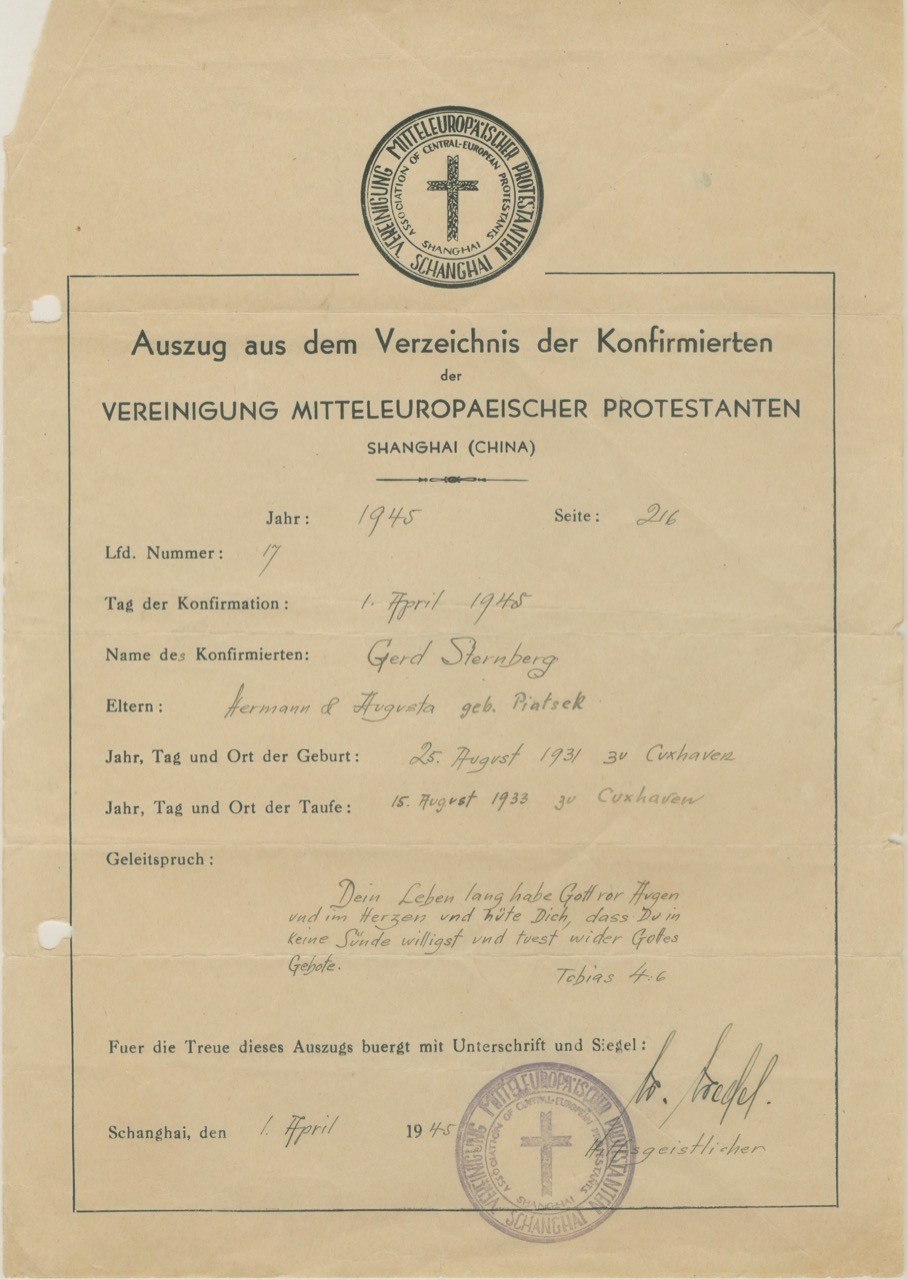 VEREINIGUNG MITTELEUROPÄISCHER PROTESTANTEN
ASSOCIATION OF CENTRAL-EUROPEAN PROTESTANTS
SHANGHAI
SCHANGHAI
Auszug aus dem Verzeichnis der Konfirmierten
der
VEREINIGUNG MITTELEUROPAEISCHER PROTESTANTEN
SHANGHAI (CHINA)
Jahr: 1945 Seite: 216
Lfd. Nummer: 17
Tag der Konfirmation: 1. April 1945
Name des Konfirmierten: Gerd Sternberg
Eltern: Hermann & Augusta geb. Piatsek
Jahr, Tag und Ort der Geburt: 25. August 1931 zu Cuxhaven
Jahr, Tag und Ort der Taufe: 15. August 1933 zu Cuxhaven
Geleitspruch:
Dein Leben lang habe Gott vor Augen
und im Herzen und hüte Dich, dass Du in
keine Sünde willigst und tuest wider Gottes
Gebote.
Tobias 4:6
Fuer die Treue dieses Auszugs buergt mit Unterschrift und Siegel:
Schanghai, den 1. April 1945
Hilfsgeistlicher
VEREINIGUNG MITTELEUROPÄISCHER PROTESTANTEN
ASSOCIATION OF CENTRAL-EUROPEAN PROTESTANTS
SHANGHAI
SCHANGHAI